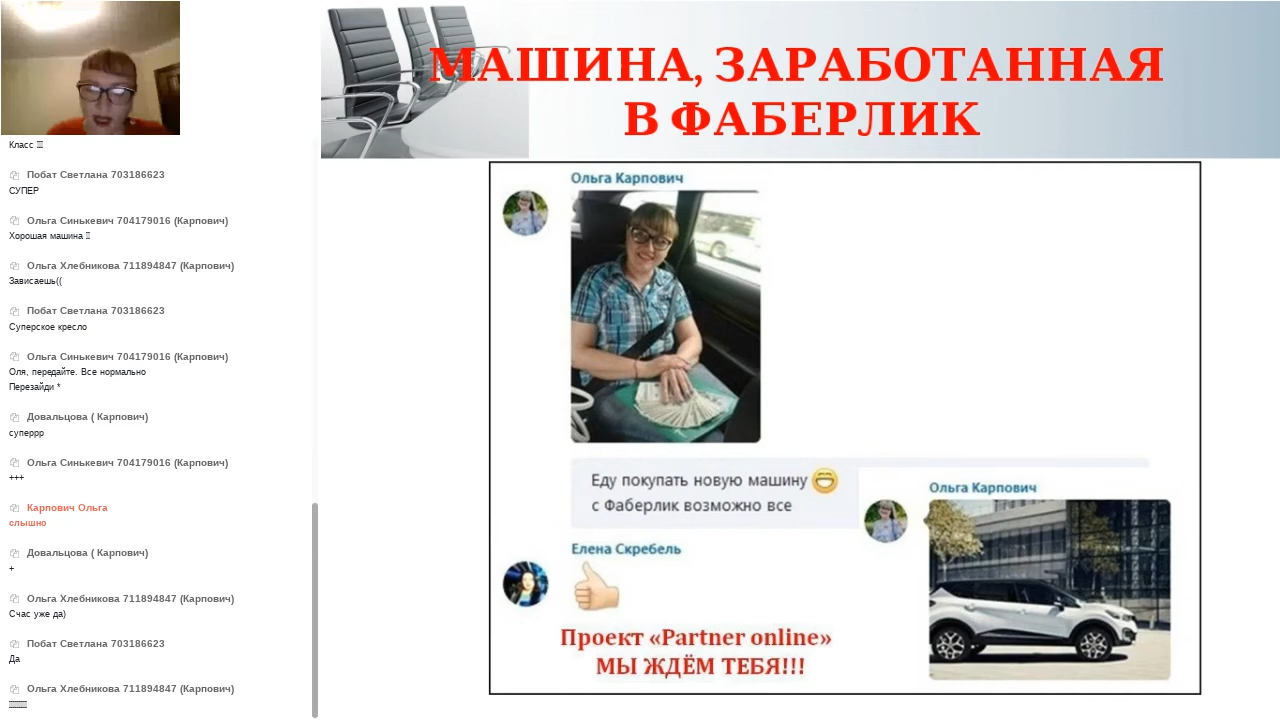 Класс
Побат Светлана 703186623
СУПЕР
Ольга Синькевич 704179016 (Карпович)
Хорошая машина
Ольга Хлебникова 711894847 (Карпович)
Зависаешь((
Побат Светлана 703186623
Суперское кресло
Ольга Синькевич 704179016 (Карпович)
Оля, передайте. Все нормально
Перезайди *
Довальцова ( Карпович)
суперрр
Ольга Синькевич 704179016 (Карпович)
+++
Карпович Ольга
слышно
Довальцова ( Карпович)
+
Ольга Хлебникова 711894847 (Карпович)
Счас уже да)
Побат Светлана 703186623
Да
Ольга Хлебникова 711894847 (Карпович)
МАШИНА, ЗАРАБОТАННАЯ
В ФАБЕРЛИК
Ольга Карпович
Еду покупать новую машину
с Фаберлик возможно все
Ольга Карпович
Елена Скребель
Проект «Partner online»
МЫ ЖДЁМ ТЕБЯ!!!